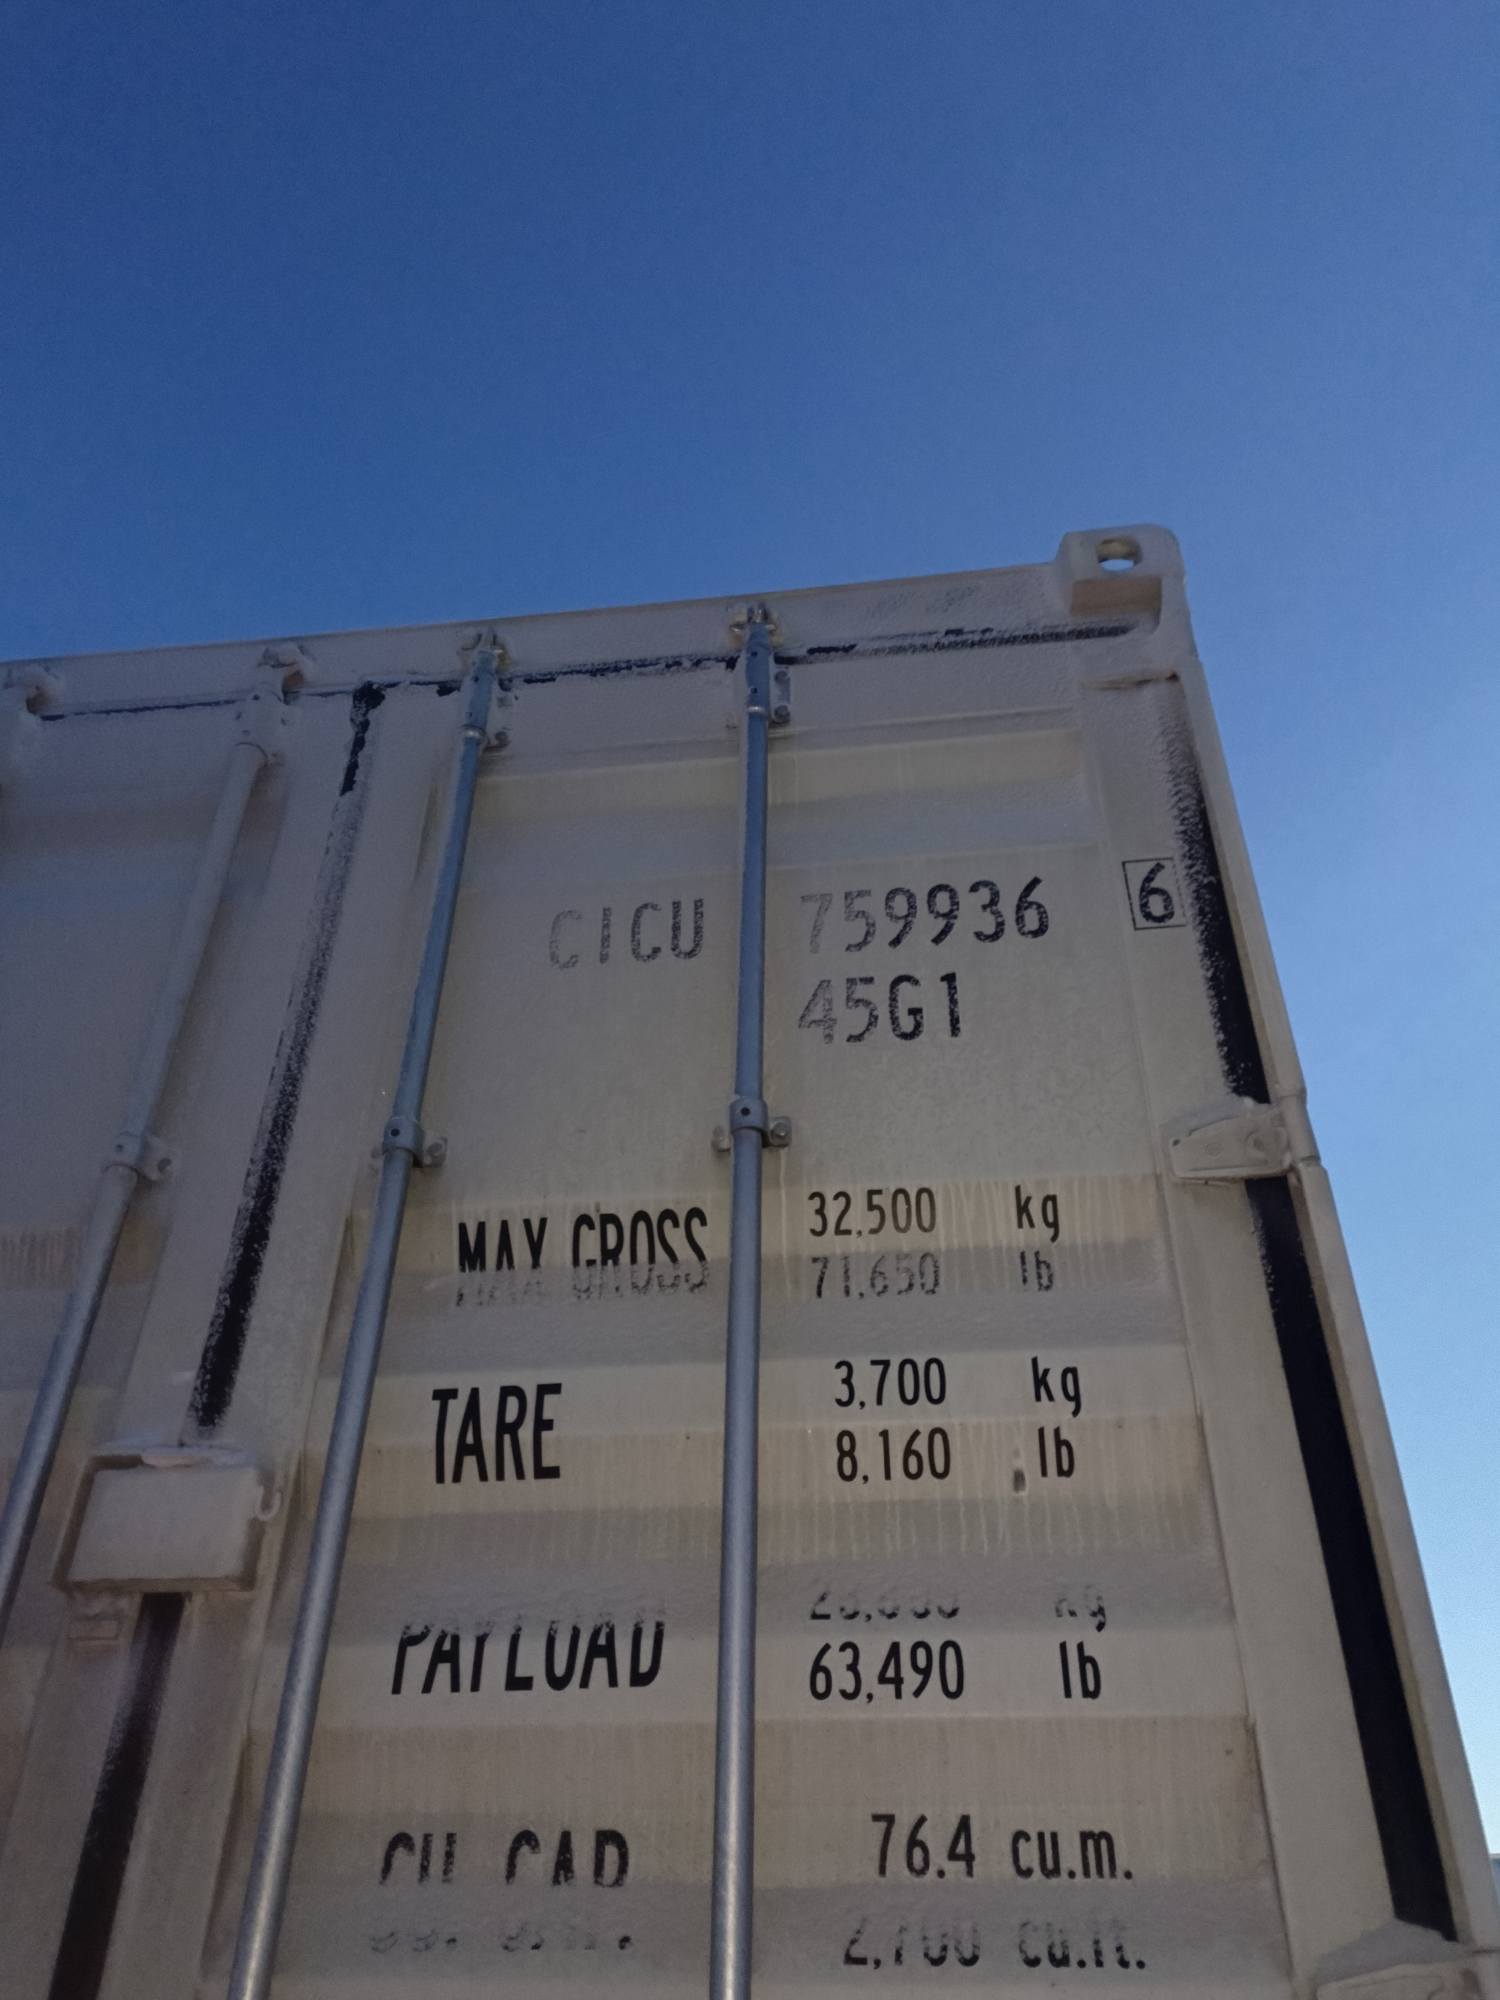 CICU 759936 6
45G1
MAX GROSS 32,500 kg
71,650 lb
TARE 3,700 kg
8,160 lb
kg
PAYLOAD 63,490 lb
CU. CAP. 76.4 cu.m.
2,700 cu.ft.